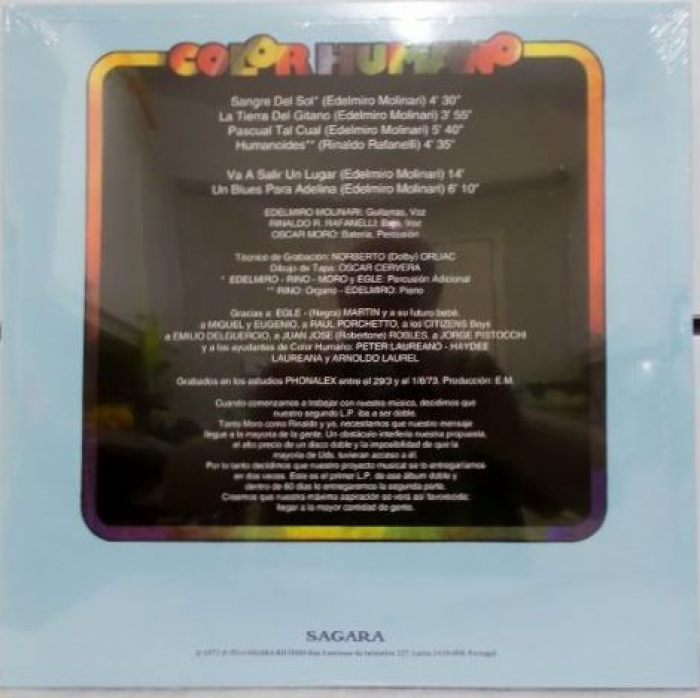 COLOR HUMANO
Sangre Del Sol* (Edelmiro Molinari) 4' 30"
La Tierra Del Gitano (Edelmiro Molinari) 3' 55"
Pascual Tal Cual (Edelmiro Molinari) 5' 40"
Humanoides** (Rinaldo Rafanelli) 4' 35"
Va A Salir Un Lugar (Edelmiro Molinari) 14'
Un Blues Para Adelina (Edelmiro Molinari) 6' 10"
EDELMIRO MOLINARI: Guitarras, Voz
RINALDO R. RAFANELLI: Bajo, Voz
OSCAR MORO: Batería, Percusión
Técnico de Grabación: NORBERTO (Dolby) ORLIAC
Dibujo de Tapa: OSCAR CERVERA
* EDELMIRO - RINO - MORO y EGLE: Percusión Adicional
** RINO: Organo - EDELMIRO: Piano
Gracias a: EGLE - (Negra) MARTIN y a su futuro bebé,
a MIGUEL y EUGENIO, a RAUL PORCHETTO, a los CITIZENS Boys
a EMILIO DELGUERCIO, a JUAN JOSE (Robertone) ROBLES, a JORGE PISTOCCHI
y a los ayudantes de Color Humano: PETER LAUREANO - HAYDEE
LAUREANA y ARNOLDO LAUREL
Grabados en los estudios PHONALEX entre el 29/3 y el 1/6/73. Producción: E.M.
Cuando comenzamos a trabajar con nuestra música, decidimos que
nuestro segundo L.P. iba a ser doble.
Tanto Moro como Rinaldo y yo, necesitamos que nuestro mensaje
llegue a la mayoría de la gente. Un obstáculo interfería nuestra propuesta,
el alto precio de un disco doble y la imposibilidad de que la
mayoría de Uds. tuvieran acceso a él.
Por lo tanto decidimos que nuestro proyecto musical se lo entregaríamos
en dos veces. Este es el primer L.P. de ese álbum doble y
dentro de 60 días le entregaremos la segunda parte.
Creemos que nuestra máxima aspiración se verá así favorecida:
llegar a la mayor cantidad de gente.
SAGARA
SAGARA RECORDS Portugal